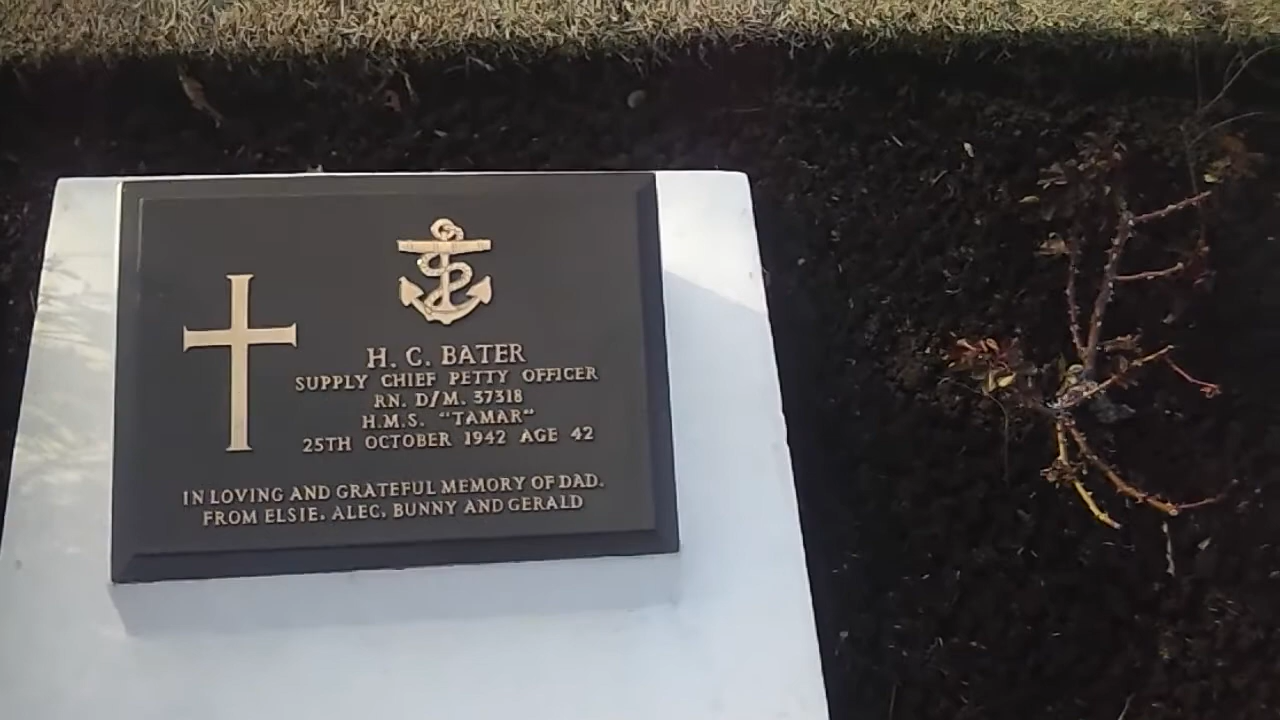 H. C. BATER
SUPPLY CHIEF PETTY OFFICER
RN. D/M. 37318
H.M.S. "TAMAR"
25TH OCTOBER 1942 AGE 42
IN LOVING AND GRATEFUL MEMORY OF DAD.
FROM ELSIE, ALEC, BUNNY AND GERALD